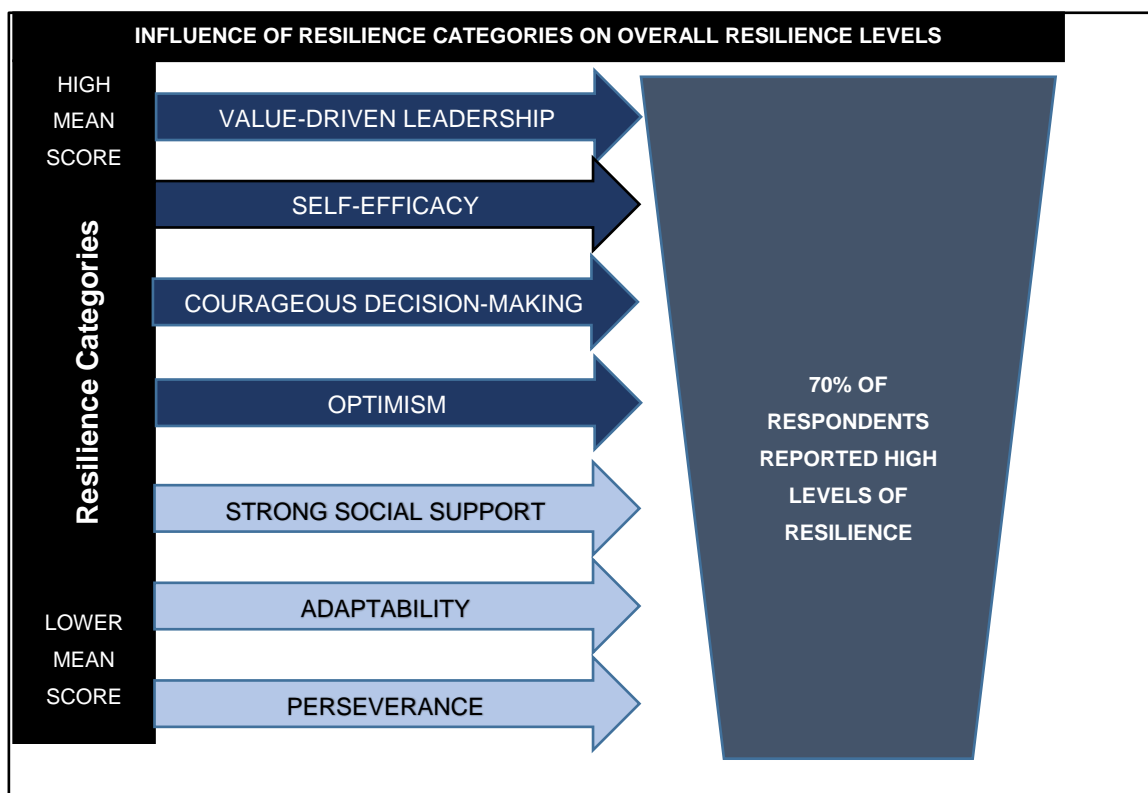 INFLUENCE OF RESILIENCE CATEGORIES ON OVERALL RESILIENCE LEVELS
HIGH
MEAN
SCORE
Resilience Categories
LOWER
MEAN
SCORE
VALUE-DRIVEN LEADERSHIP
SELF-EFFICACY
COURAGEOUS DECISION-MAKING
OPTIMISM
STRONG SOCIAL SUPPORT
ADAPTABILITY
PERSEVERANCE
70% OF
RESPONDENTS
REPORTED HIGH
LEVELS OF
RESILIENCE